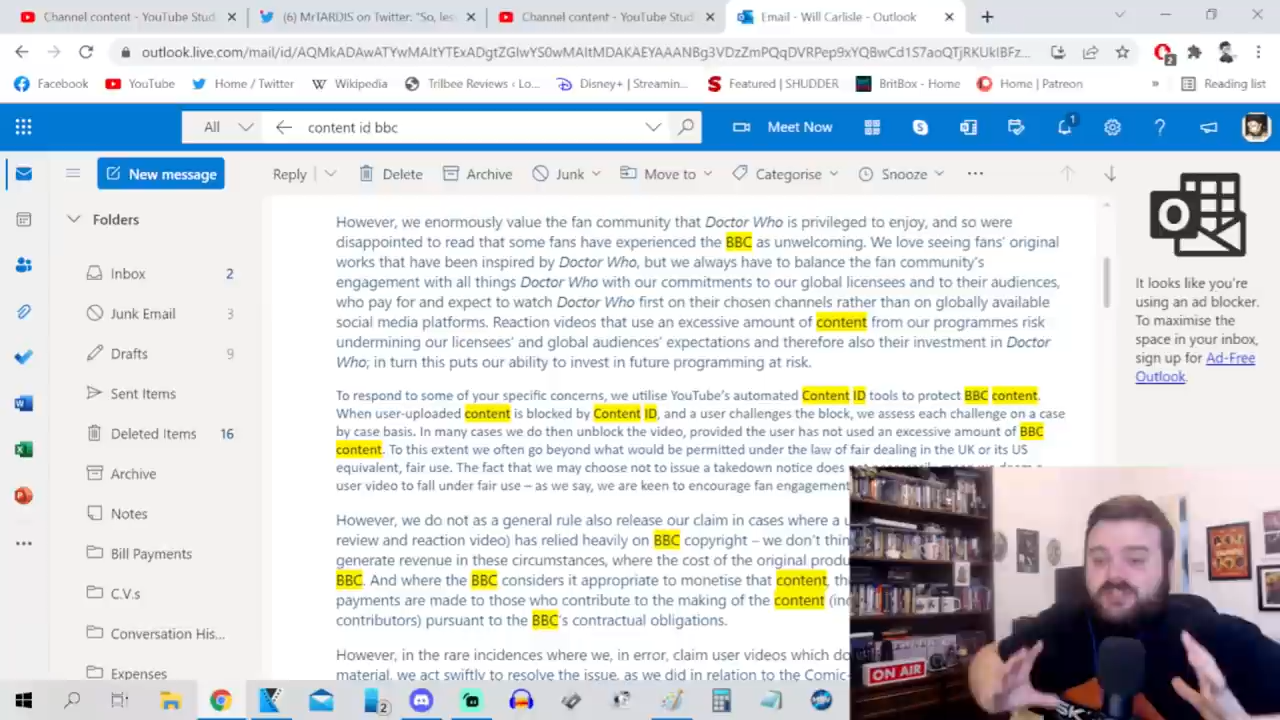 Channel content - YouTube Stud
(6) MrTARDIS on Twitter: "So, les
Channel content - YouTube Stud
Email - Will Carlisle - Outlook
Facebook
YouTube
Home / Twitter
Wikipedia
Trilbee Reviews < Lo...
Disney+ | Streamin...
Featured | SHUDDER
BritBox - Home
Home | Patreon
»
Reading list
All
content id bbc
Meet Now
1
New message
Reply
Delete
Archive
Junk
Move to
Categorise
Snooze
Folders
Inbox 2
Junk Email 3
Drafts 9
Sent Items
Deleted Items 16
Archive
Notes
Bill Payments
C.V.s
Conversation His...
Expenses
However, we enormously value the fan community that Doctor Who is privileged to enjoy, and so were
disappointed to read that some fans have experienced the BBC as unwelcoming. We love seeing fans' original
works that have been inspired by Doctor Who, but we always have to balance the fan community's
engagement with all things Doctor Who with our commitments to our global licensees and to their audiences,
who pay for and expect to watch Doctor Who first on their chosen channels rather than on globally available
social media platforms. Reaction videos that use an excessive amount of content from our programmes risk
undermining our licensees' and global audiences' expectations and therefore also their investment in Doctor
Who; in turn this puts our ability to invest in future programming at risk.
To respond to some of your specific concerns, we utilise YouTube's automated Content ID tools to protect BBC content.
When user-uploaded content is blocked by Content ID, and a user challenges the block, we assess each challenge on a case
by case basis. In many cases we do then unblock the video, provided the user has not used an excessive amount of BBC
content. To this extent we often go beyond what would be permitted under the law of fair dealing in the UK or its US
equivalent, fair use. The fact that we may choose not to issue a takedown notice does
user video to fall under fair use – as we say, we are keen to encourage fan engagement
However, we do not as a general rule also release our claim in cases where a u
review and reaction video) has relied heavily on BBC copyright – we don't thin
generate revenue in these circumstances, where the cost of the original produ
BBC. And where the BBC considers it appropriate to monetise that content, th
payments are made to those who contribute to the making of the content (inc
contributors) pursuant to the BBC's contractual obligations.
However, in the rare incidences where we, in error, claim user videos which do
material, we act swiftly to resolve the issue, as we did in relation to the Comic-
It looks like you're
using an ad blocker.
To maximise the
space in your inbox,
sign up for Ad-Free
Outlook.
ON AIR
2